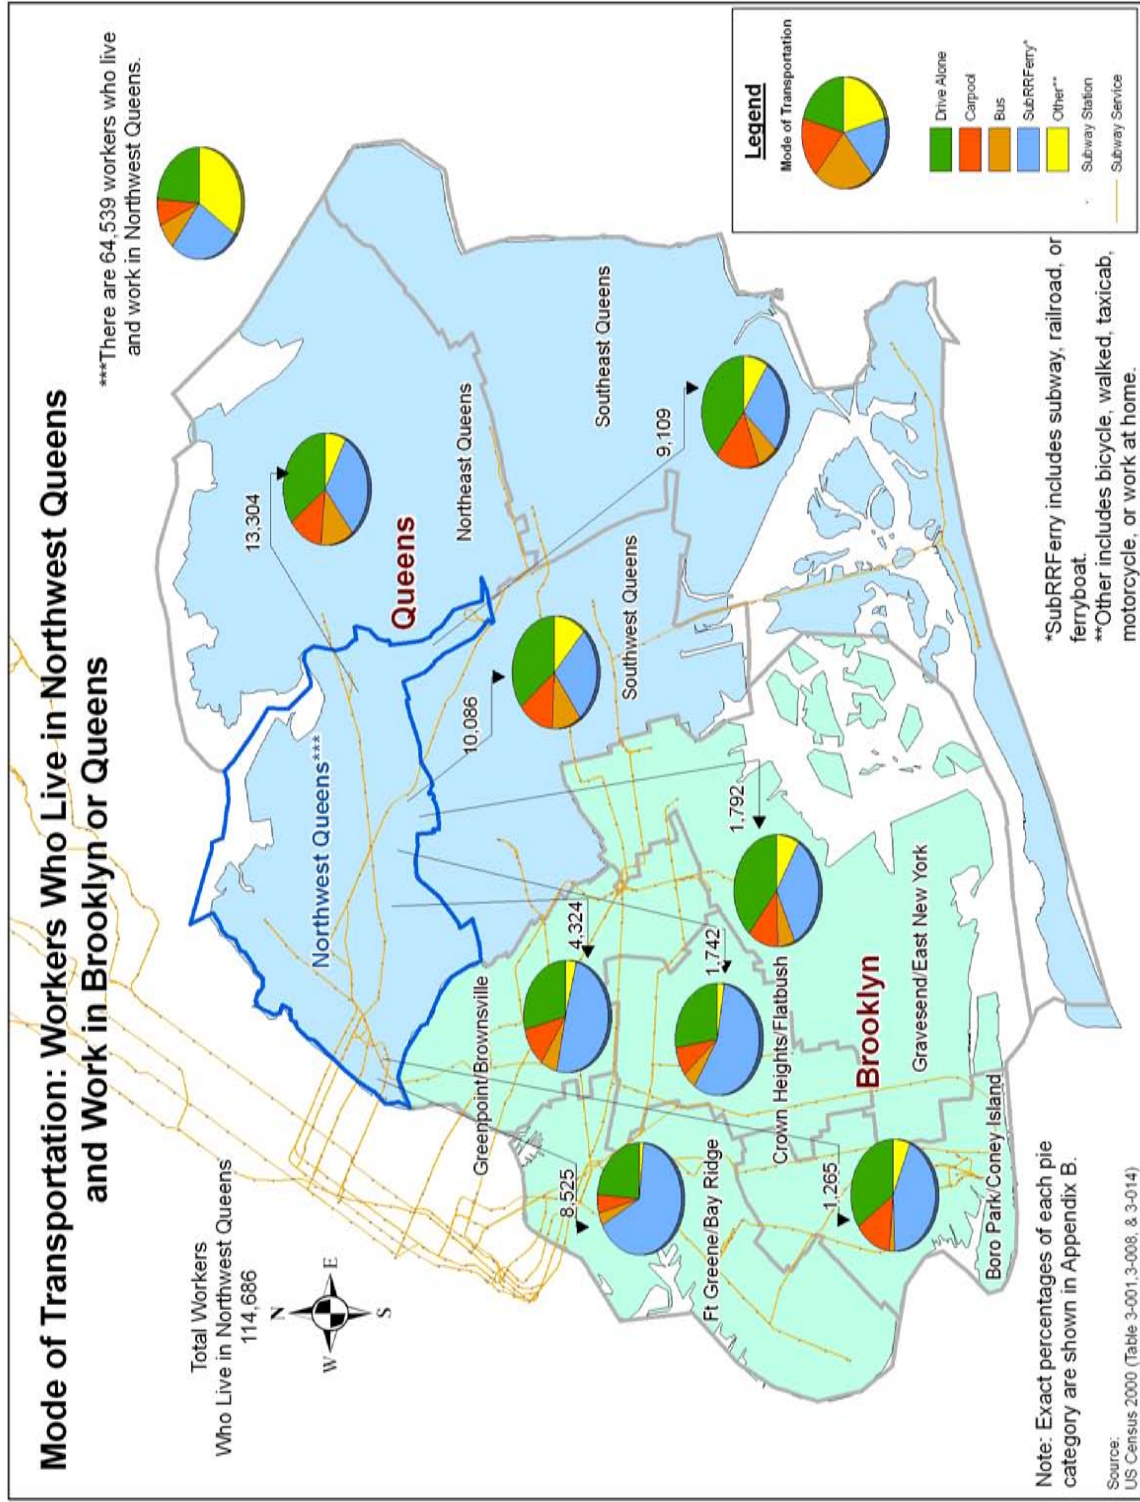 Mode of Transportation: Workers Who Live in Northwest Queens
and Work in Brooklyn or Queens
***There are 64,539 workers who live
and work in Northwest Queens.
Total Workers
Who Live in Northwest Queens
114,686
N
W
E
S
Northwest Queens***
13,304
Queens
Northeast Queens
10,086
9,109
Southeast Queens
Southwest Queens
Greenpoint/Brownsville
4,324
1,792
8,525
1,742
Ft Greene/Bay Ridge
Crown Heights/Flatbush
1,265
Brooklyn
Gravesend/East New York
Boro Park/Coney Island
Legend
Mode of Transportation
Drive Alone
Carpool
Bus
SubRRFerry*
Other**
Subway Station
Subway Service
*SubRRFerry includes subway, railroad, or
ferryboat.
**Other includes bicycle, walked, taxicab,
motorcycle, or work at home.
Note: Exact percentages of each pie
category are shown in Appendix B.
Source:
US Census 2000 (Table 3-001,3-008, & 3-014)